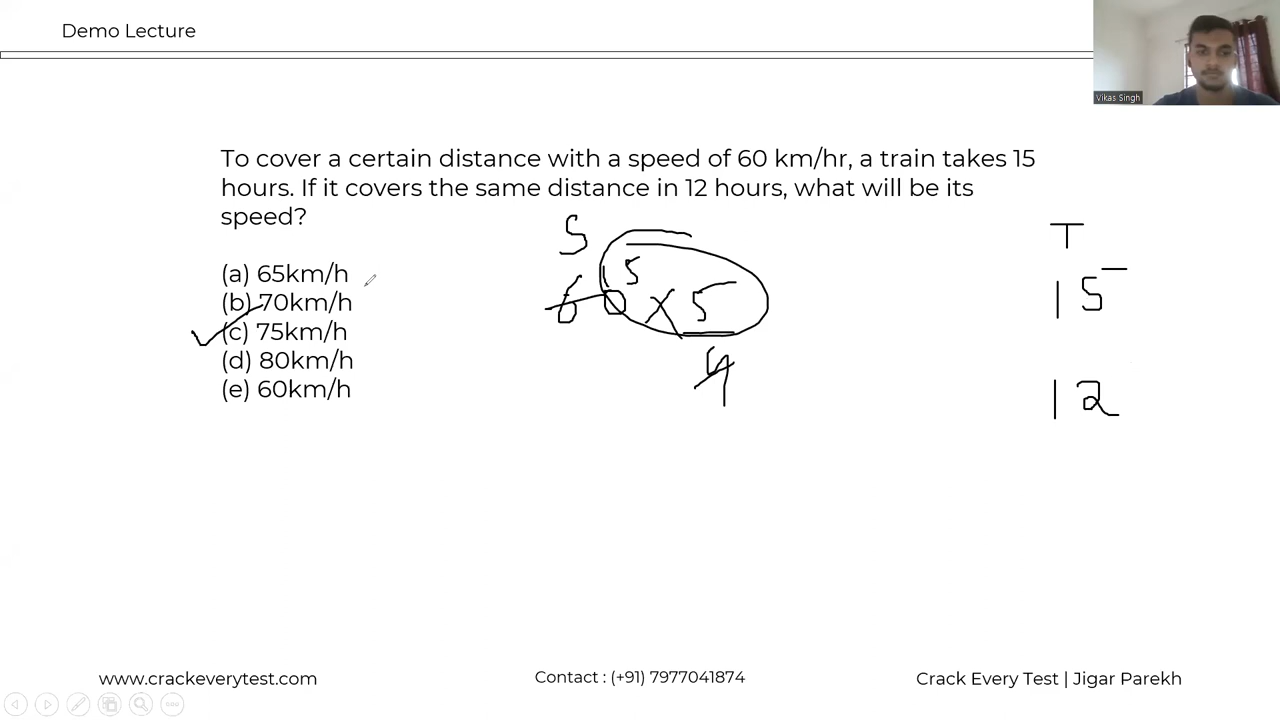 Demo Lecture
Vikas Singh
To cover a certain distance with a speed of 60 km/hr, a train takes 15
hours. If it covers the same distance in 12 hours, what will be its
speed?
S
T
(a) 65km/h
5
60 X 5
15
(b) 70km/h
(c) 75km/h
(d) 80km/h
4
(e) 60km/h
12
www.crackeverytest.com
Contact : (+91) 7977041874
Crack Every Test | Jigar Parekh